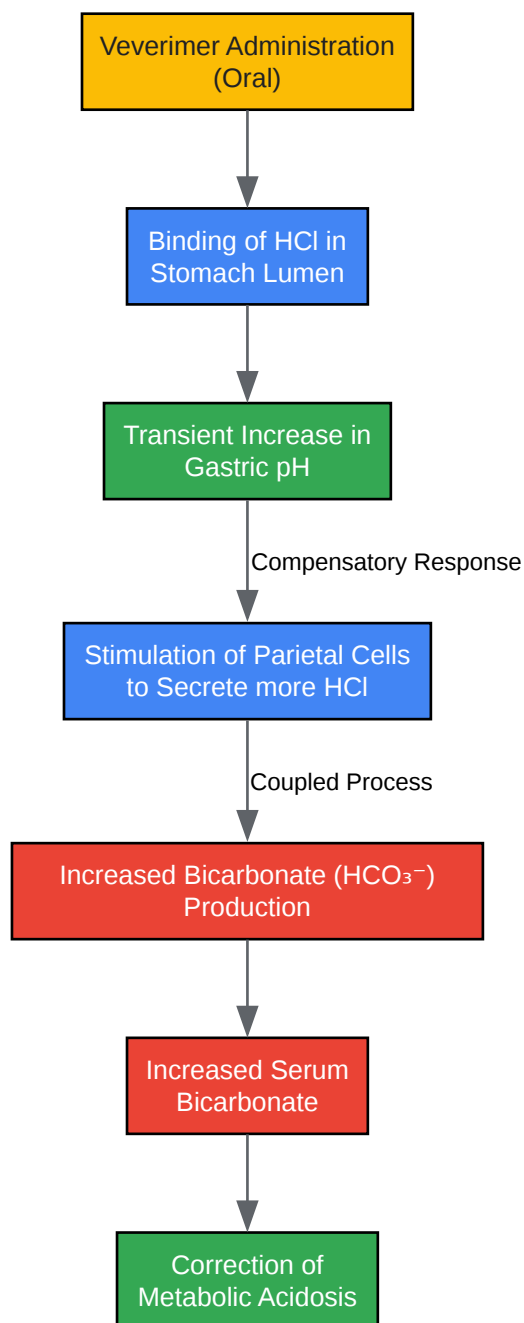 Veverimer Administration
(Oral)
Binding of HCl in
Stomach Lumen
Transient Increase in
Gastric pH
Compensatory Response
Stimulation of Parietal Cells
to Secrete more HCl
Coupled Process
Increased Bicarbonate (HCO₃⁻)
Production
Increased Serum
Bicarbonate
Correction of
Metabolic Acidosis